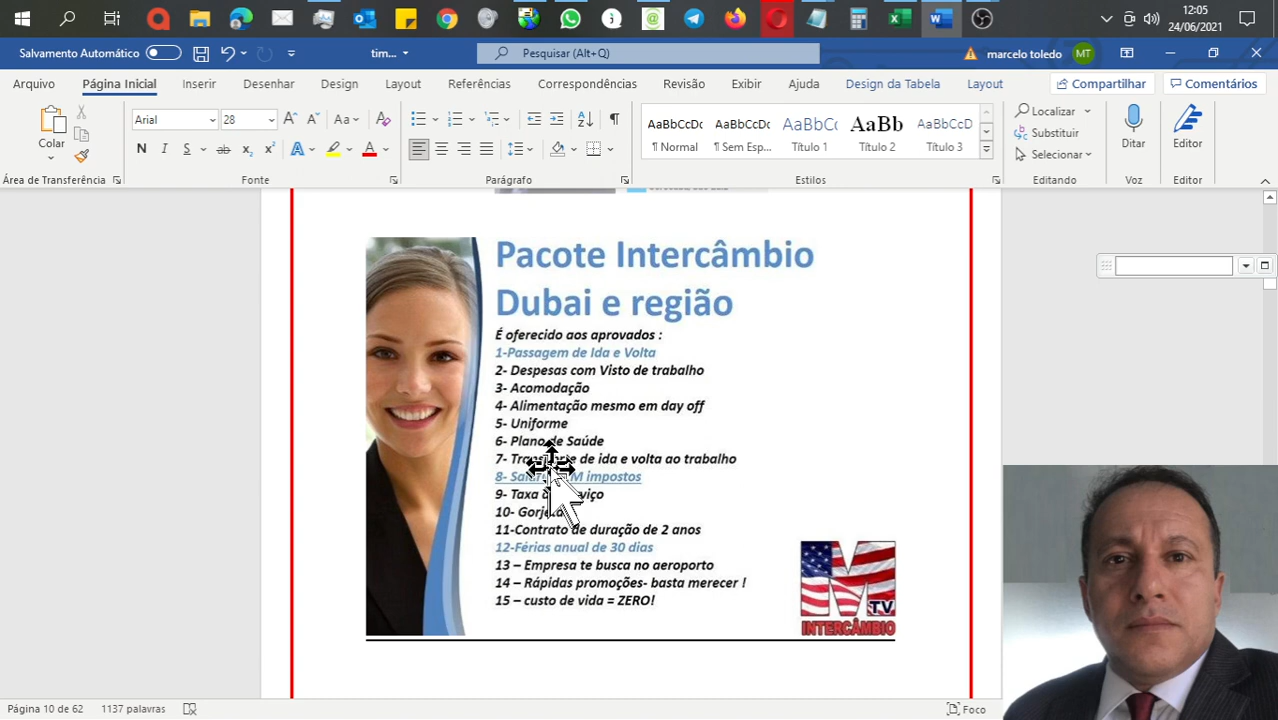 12:05
24/06/2021
Salvamento Automático
tim...
Pesquisar (Alt+Q)
marcelo toledo
MT
Arquivo
Página Inicial
Inserir
Desenhar
Design
Layout
Referências
Correspondências
Revisão
Exibir
Ajuda
Design da Tabela
Layout
Compartilhar
Comentários
Colar
Arial
28
AaBbCcDc
AaBbCcDc
AaBbCc
AaBb
AaBbCcD
¶ Normal
¶ Sem Esp...
Título 1
Título 2
Título 3
Localizar
Substituir
Selecionar
Ditar
Editor
Área de Transferência
Fonte
Parágrafo
Estilos
Editando
Voz
Editor
Pacote Intercâmbio
Dubai e região
É oferecido aos aprovados :
1-Passagem de Ida e Volta
2- Despesas com Visto de trabalho
3- Acomodação
4- Alimentação mesmo em day off
5- Uniforme
6- Plano de Saúde
7- de ida e volta ao trabalho
8- impostos
9- Taxa
10-
11-Contrato de duração de 2 anos
12-Férias anual de 30 dias
13 – Empresa te busca no aeroporto
14 – Rápidas promoções- basta merecer !
15 – custo de vida = ZERO!
M
TV
INTERCÂMBIO
Página 10 de 62
1137 palavras
Foco